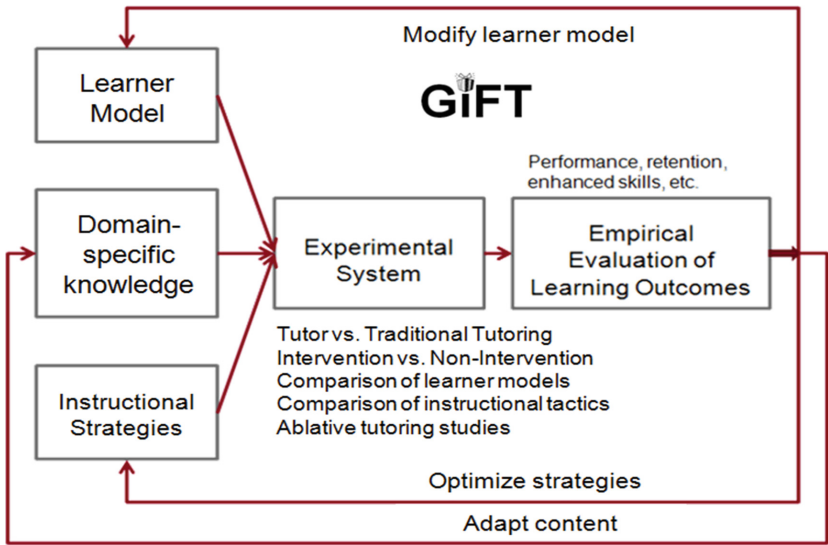 Modify learner model
Learner
Model
GiFT
Performance, retention,
enhanced skills, etc.
Domain-
specific
knowledge
Experimental
System
Empirical
Evaluation of
Learning Outcomes
Tutor vs. Traditional Tutoring
Intervention vs. Non-Intervention
Comparison of learner models
Comparison of instructional tactics
Ablative tutoring studies
Instructional
Strategies
Optimize strategies
Adapt content